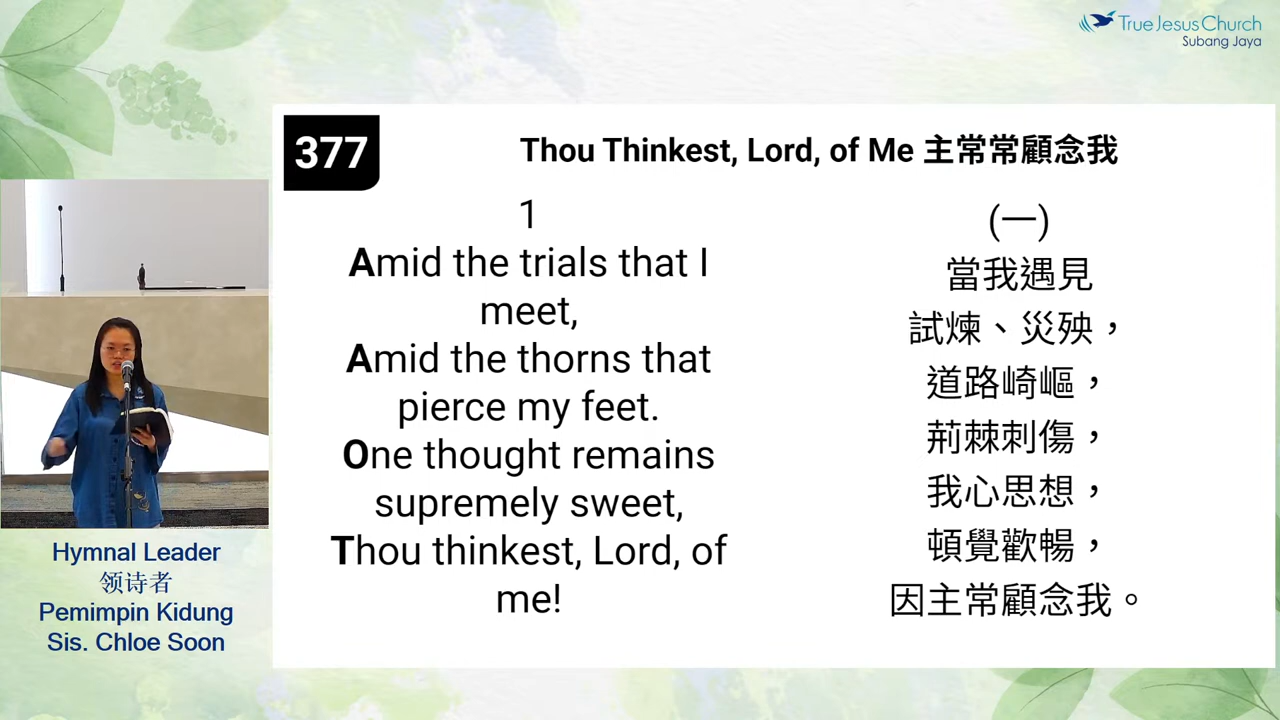 True Jesus Church
Subang Jaya
377
Thou Thinkest, Lord, of Me 主常常顧念我
1
Amid the trials that I
meet,
Amid the thorns that
pierce my feet.
One thought remains
supremely sweet,
Thou thinkest, Lord, of
me!
(一)
當我遇見
試煉、災殃，
道路崎嶇，
荊棘刺傷，
我心思想，
頓覺歡暢，
因主常顧念我。
Hymnal Leader
领诗者
Pemimpin Kidung
Sis. Chloe Soon